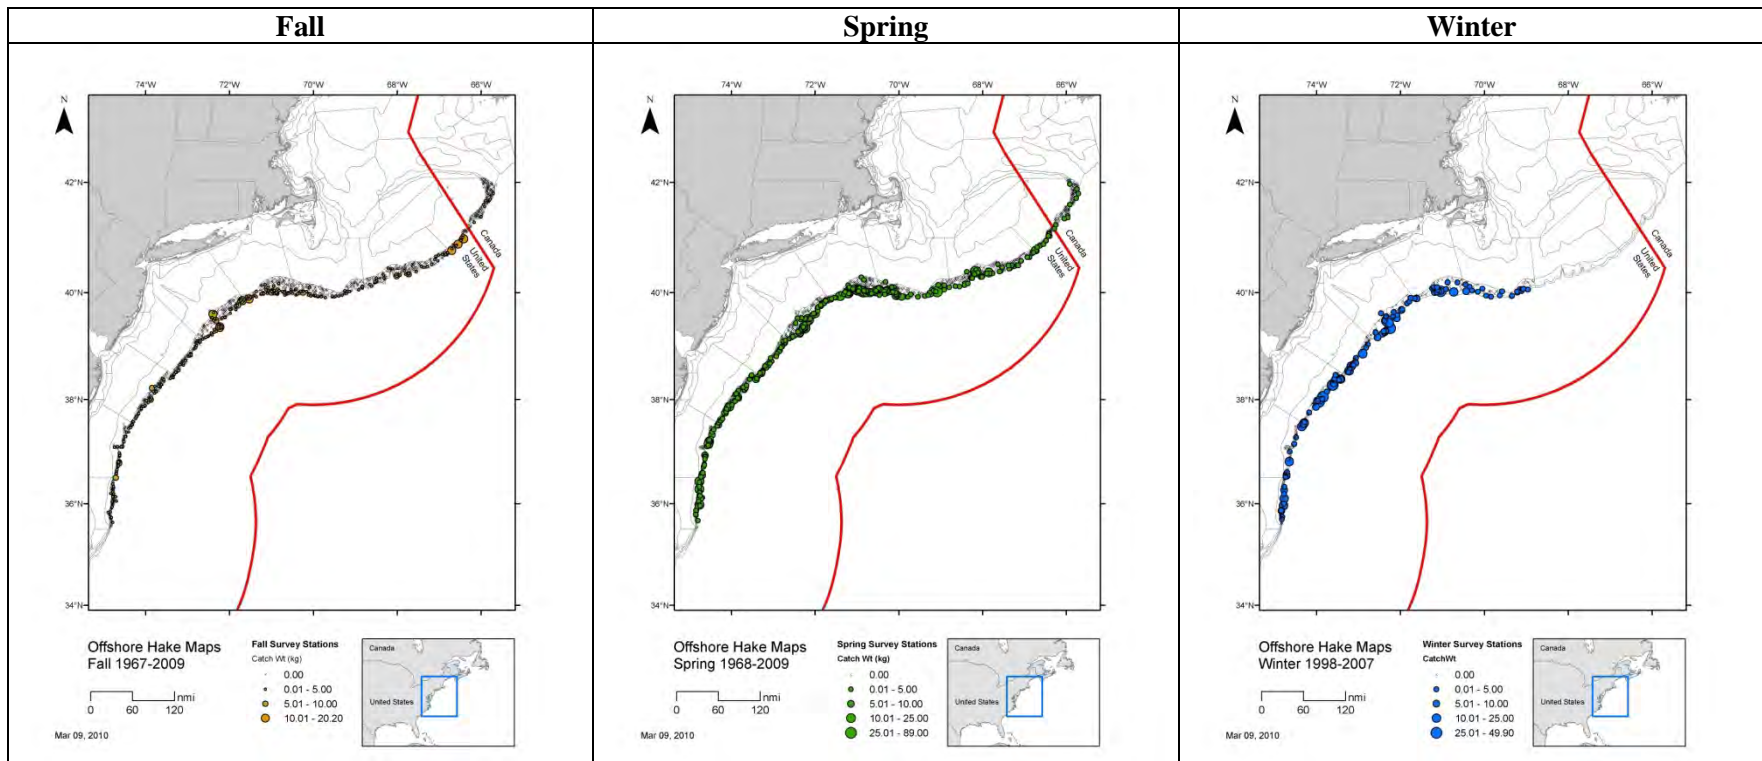 Fall
Spring
Winter
74°W 72°W 70°W 68°W 66°W
N
42°N
40°N
38°N
36°N
34°N
Canada
United States
Offshore Hake Maps
Fall 1967-2009
0 60 120 nmi
Mar 09, 2010
Fall Survey Stations
Catch Wt (kg)
0.00
0.01 - 5.00
5.01 - 10.00
10.01 - 20.20
Canada
United States
74°W 72°W 70°W 68°W 66°W
N
42°N
40°N
38°N
36°N
34°N
Canada
United States
Offshore Hake Maps
Spring 1968-2009
0 60 120 nmi
Mar 09, 2010
Spring Survey Stations
Catch Wt (kg)
0.00
0.01 - 5.00
5.01 - 10.00
10.01 - 25.00
25.01 - 89.00
Canada
United States
74°W 72°W 70°W 68°W 66°W
N
42°N
40°N
38°N
36°N
34°N
Canada
United States
Offshore Hake Maps
Winter 1998-2007
0 60 120 nmi
Mar 09, 2010
Winter Survey Stations
CatchWt
0.00
0.01 - 5.00
5.01 - 10.00
10.01 - 25.00
25.01 - 49.90
Canada
United States